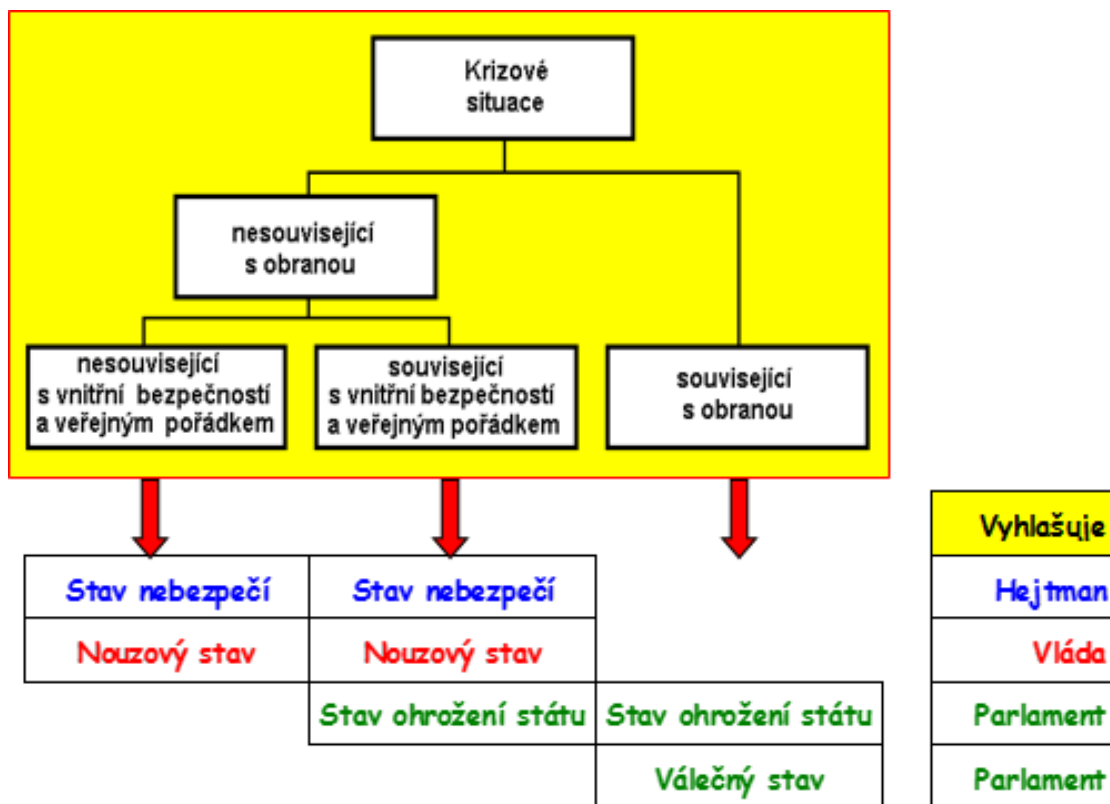 Krizové
situace
nesouvisející
s obranou
nesouvisející
s vnitřní bezpečností
a veřejným pořádkem
související
s vnitřní bezpečností
a veřejným pořádkem
související
s obranou
Vyhlašuje
Stav nebezpečí
Stav nebezpečí
Hejtman
Nouzový stav
Nouzový stav
Vláda
Stav ohrožení státu
Stav ohrožení státu
Parlament
Válečný stav
Parlament